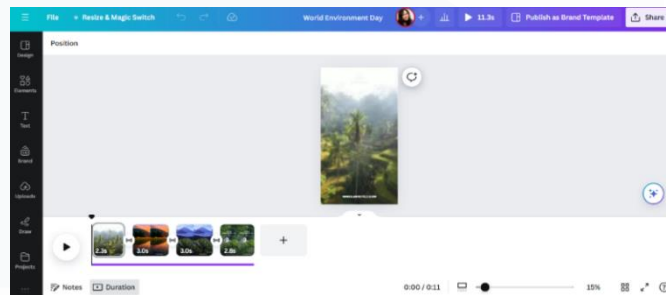 File Resize & Magic Switch World Environment Day 11.3s Publish as Brand Template Share
Position
Design
Elements
Text
Brand
Uploads
Draw
Projects
2.3s 3.0s 3.0s 2.8s
Notes Duration 0:00 / 0:11 15%